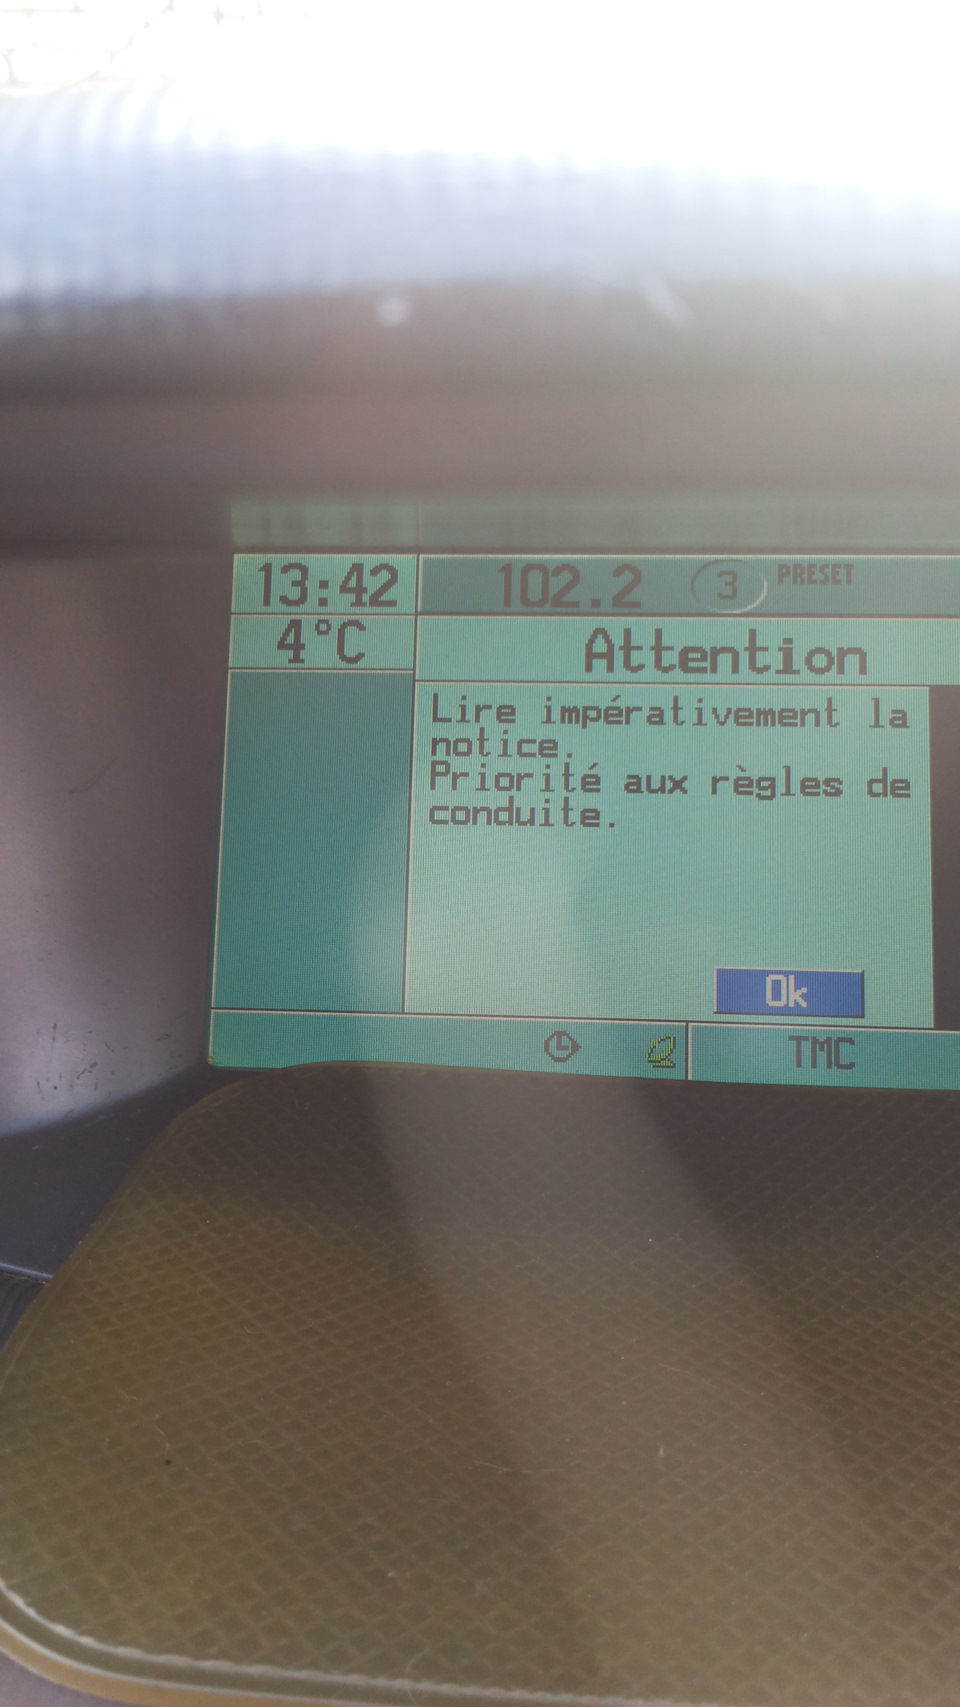 13:42
102.2
3
PRESET
4°C
Attention
Lire impérativement la
notice.
Priorité aux règles de
conduite.
Ok
TMC